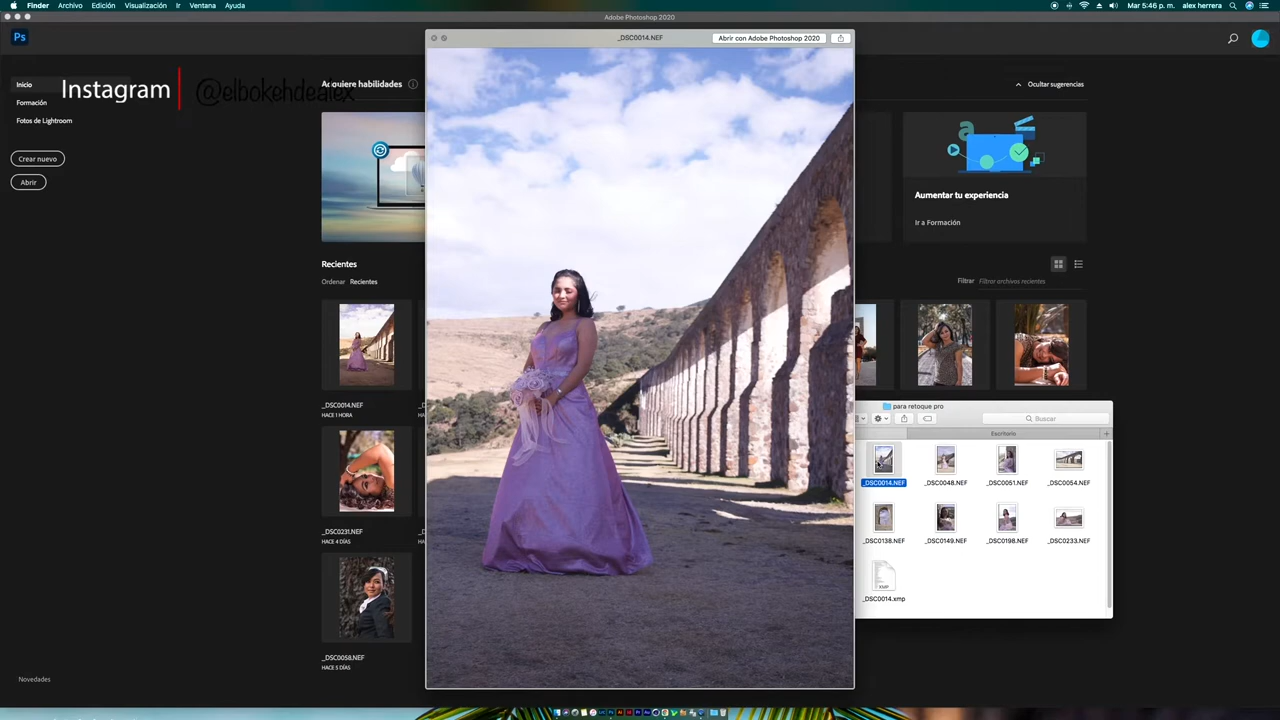 Finder Archivo Edición Visualización Ir Ventana Ayuda
Mar 5:46 p. m. alex herrera
Adobe Photoshop 2020
Ps
_DSC0014.NEF
Abrir con Adobe Photoshop 2020
Inicio
Formación
Fotos de Lightroom
Crear nuevo
Abrir
Instagram
@elbokehdealex
Adquiere habilidades
Ocultar sugerencias
Aumentar tu experiencia
Ir a Formación
Recientes
Ordenar Recientes
Filtrar Filtrar archivos recientes
_DSC0014.NEF
HACE 1 HORA
_DSC0231.NEF
HACE 4 DÍAS
_DSC0058.NEF
HACE 5 DÍAS
para retoque pro
Buscar
Escritorio
_DSC0014.NEF _DSC0048.NEF _DSC0051.NEF _DSC0054.NEF
_DSC0138.NEF _DSC0149.NEF _DSC0198.NEF _DSC0233.NEF
XMP
_DSC0014.xmp
Novedades